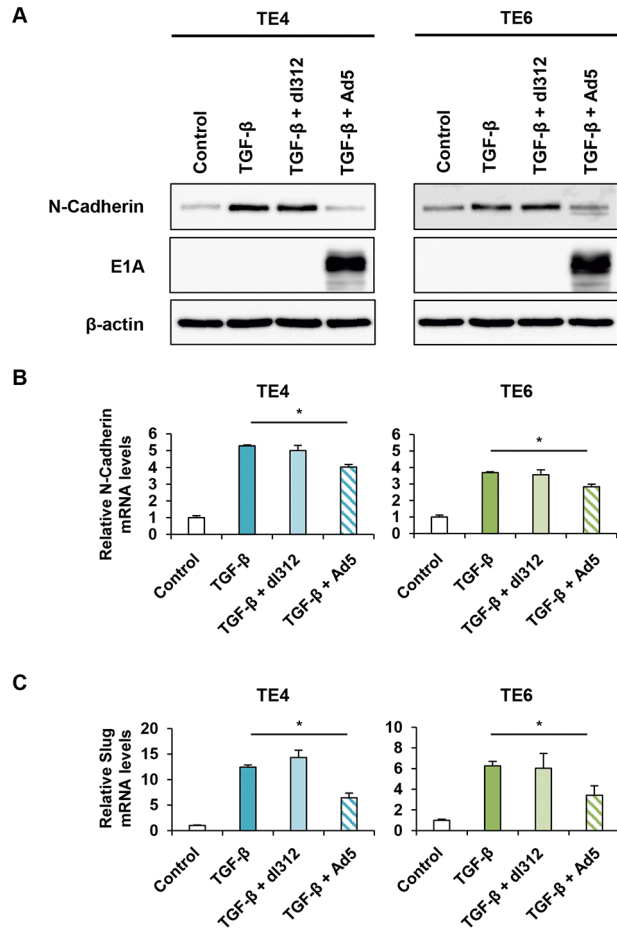 A
TE4 TE6
Control TGF-β TGF-β + dl312 TGF-β + Ad5 Control TGF-β TGF-β + dl312 TGF-β + Ad5
N-Cadherin
E1A
β-actin
B
TE4 TE6
Relative N-Cadherin
mRNA levels
6
5
4
3
2
1
0
Control TGF-β TGF-β + dl312 TGF-β + Ad5
*
6
5
4
3
2
1
0
Control TGF-β TGF-β + dl312 TGF-β + Ad5
*
C
TE4 TE6
Relative Slug
mRNA levels
20
15
10
5
0
Control TGF-β TGF-β + dl312 TGF-β + Ad5
*
10
8
6
4
2
0
Control TGF-β TGF-β + dl312 TGF-β + Ad5
*